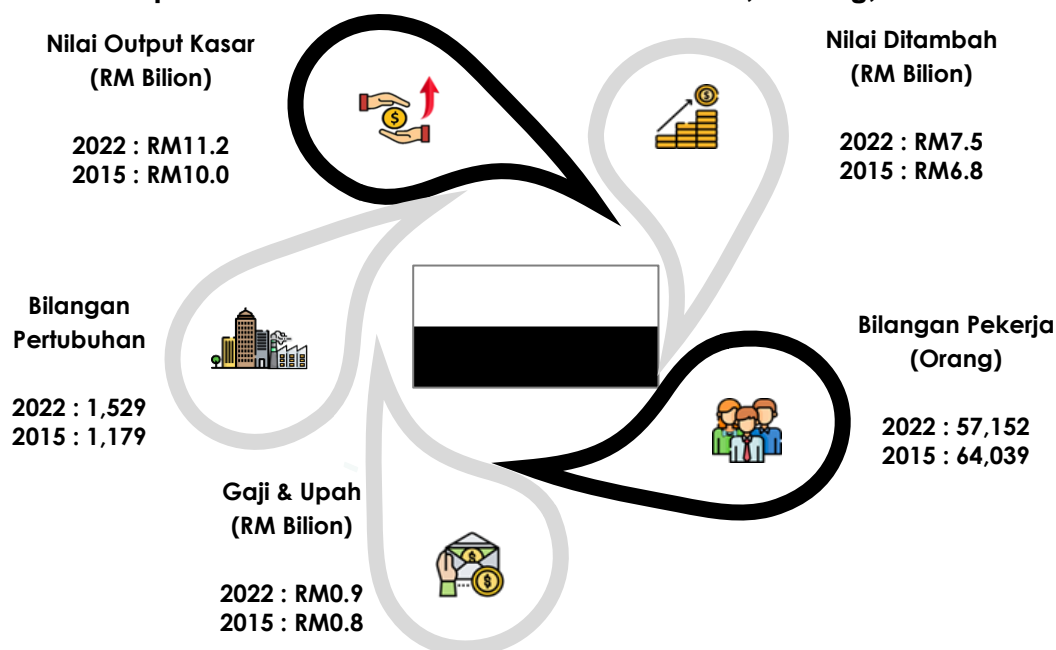 Nilai Output Kasar
(RM Bilion)
2022 : RM11.2
2015 : RM10.0
Nilai Ditambah
(RM Bilion)
2022 : RM7.5
2015 : RM6.8
Bilangan
Pertubuhan
2022 : 1,529
2015 : 1,179
Bilangan Pekerja
(Orang)
2022 : 57,152
2015 : 64,039
Gaji & Upah
(RM Bilion)
2022 : RM0.9
2015 : RM0.8